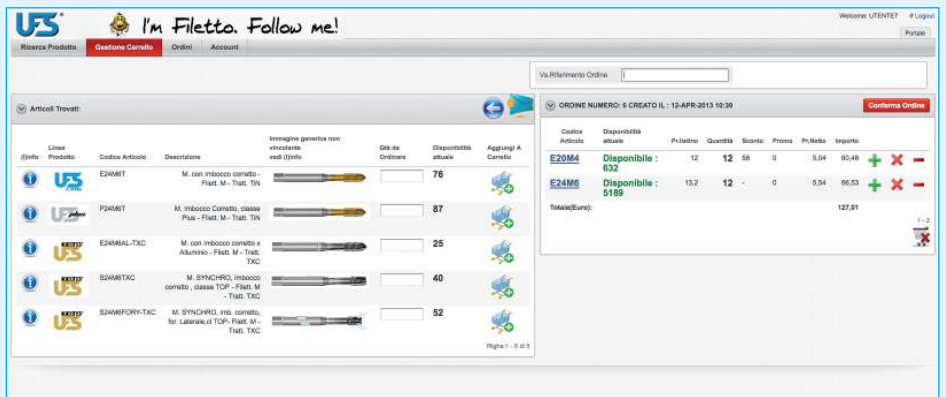 UFS
I'm Filetto. Follow me!
Welcome: UTENTE7 Logout
Portale
Ricerca Prodotto Gestione Carrello Ordini Account
Vs.Riferimento Ordine
Articoli Trovati:
(i)info Linea Prodotto Codice Articolo Descrizione Immagine generica non vincolante vedi (i)info Qtà da Ordinare Disponibilità attuale Aggiungi A Carrello
UFS E24M6T M. con imbocco corretto - Filett. M - Tratt. TiN 76
UFS plus P24M6T M. Imbocco Corretto, classe Plus - Filett. M - Tratt. TiN 87
UFS E24M6AL-TXC M. con imbocco corretto x Alluminio - Filett. M - Tratt. TXC 25
UFS S24M6TXC M. SYNCHRO, imbocco corretto , classe TOP - Filett. M - Tratt. TXC 40
UFS S24M6FORY-TXC M. SYNCHRO, imb. corretto, for. Laterale,cl TOP- Filett. M - Tratt. TXC 52
Righe 1 - 5 di 5
ORDINE NUMERO: 6 CREATO IL : 12-APR-2013 10:39
Conferma Ordine
Codice Articolo Disponibilità attuale Pr.listino Quantità Sconto Promo Pr.Netto Importo
E20M4 Disponibile : 632 12 12 58 0 5,04 60,48
E24M6 Disponibile : 5189 13,2 12 - 0 5,54 66,53
Totale(Euro): 127,01
1 - 2